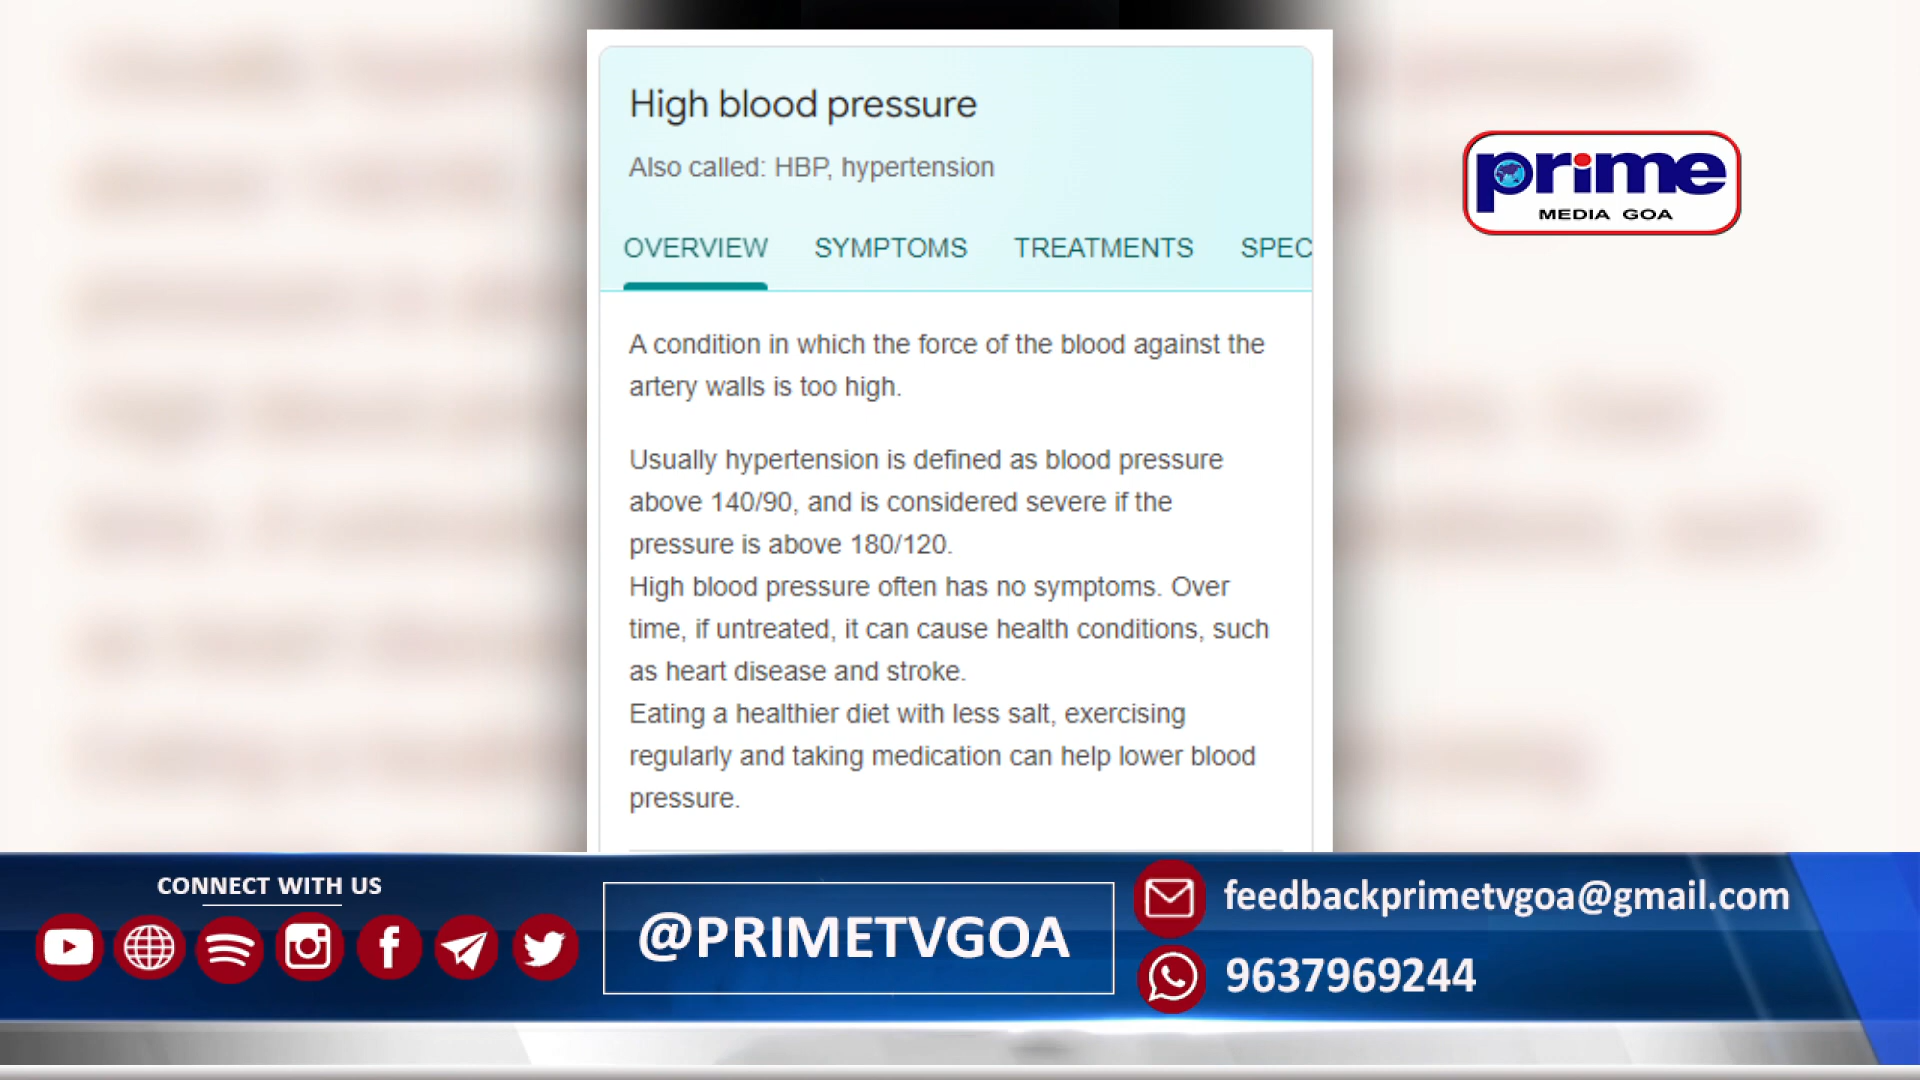 High blood pressure
Also called: HBP, hypertension
OVERVIEW SYMPTOMS TREATMENTS SPEC
A condition in which the force of the blood against the
artery walls is too high.
Usually hypertension is defined as blood pressure
above 140/90, and is considered severe if the
pressure is above 180/120.
High blood pressure often has no symptoms. Over
time, if untreated, it can cause health conditions, such
as heart disease and stroke.
Eating a healthier diet with less salt, exercising
regularly and taking medication can help lower blood
pressure.
prime
MEDIA GOA
CONNECT WITH US
@PRIMETVGOA
feedbackprimetvgoa@gmail.com
9637969244